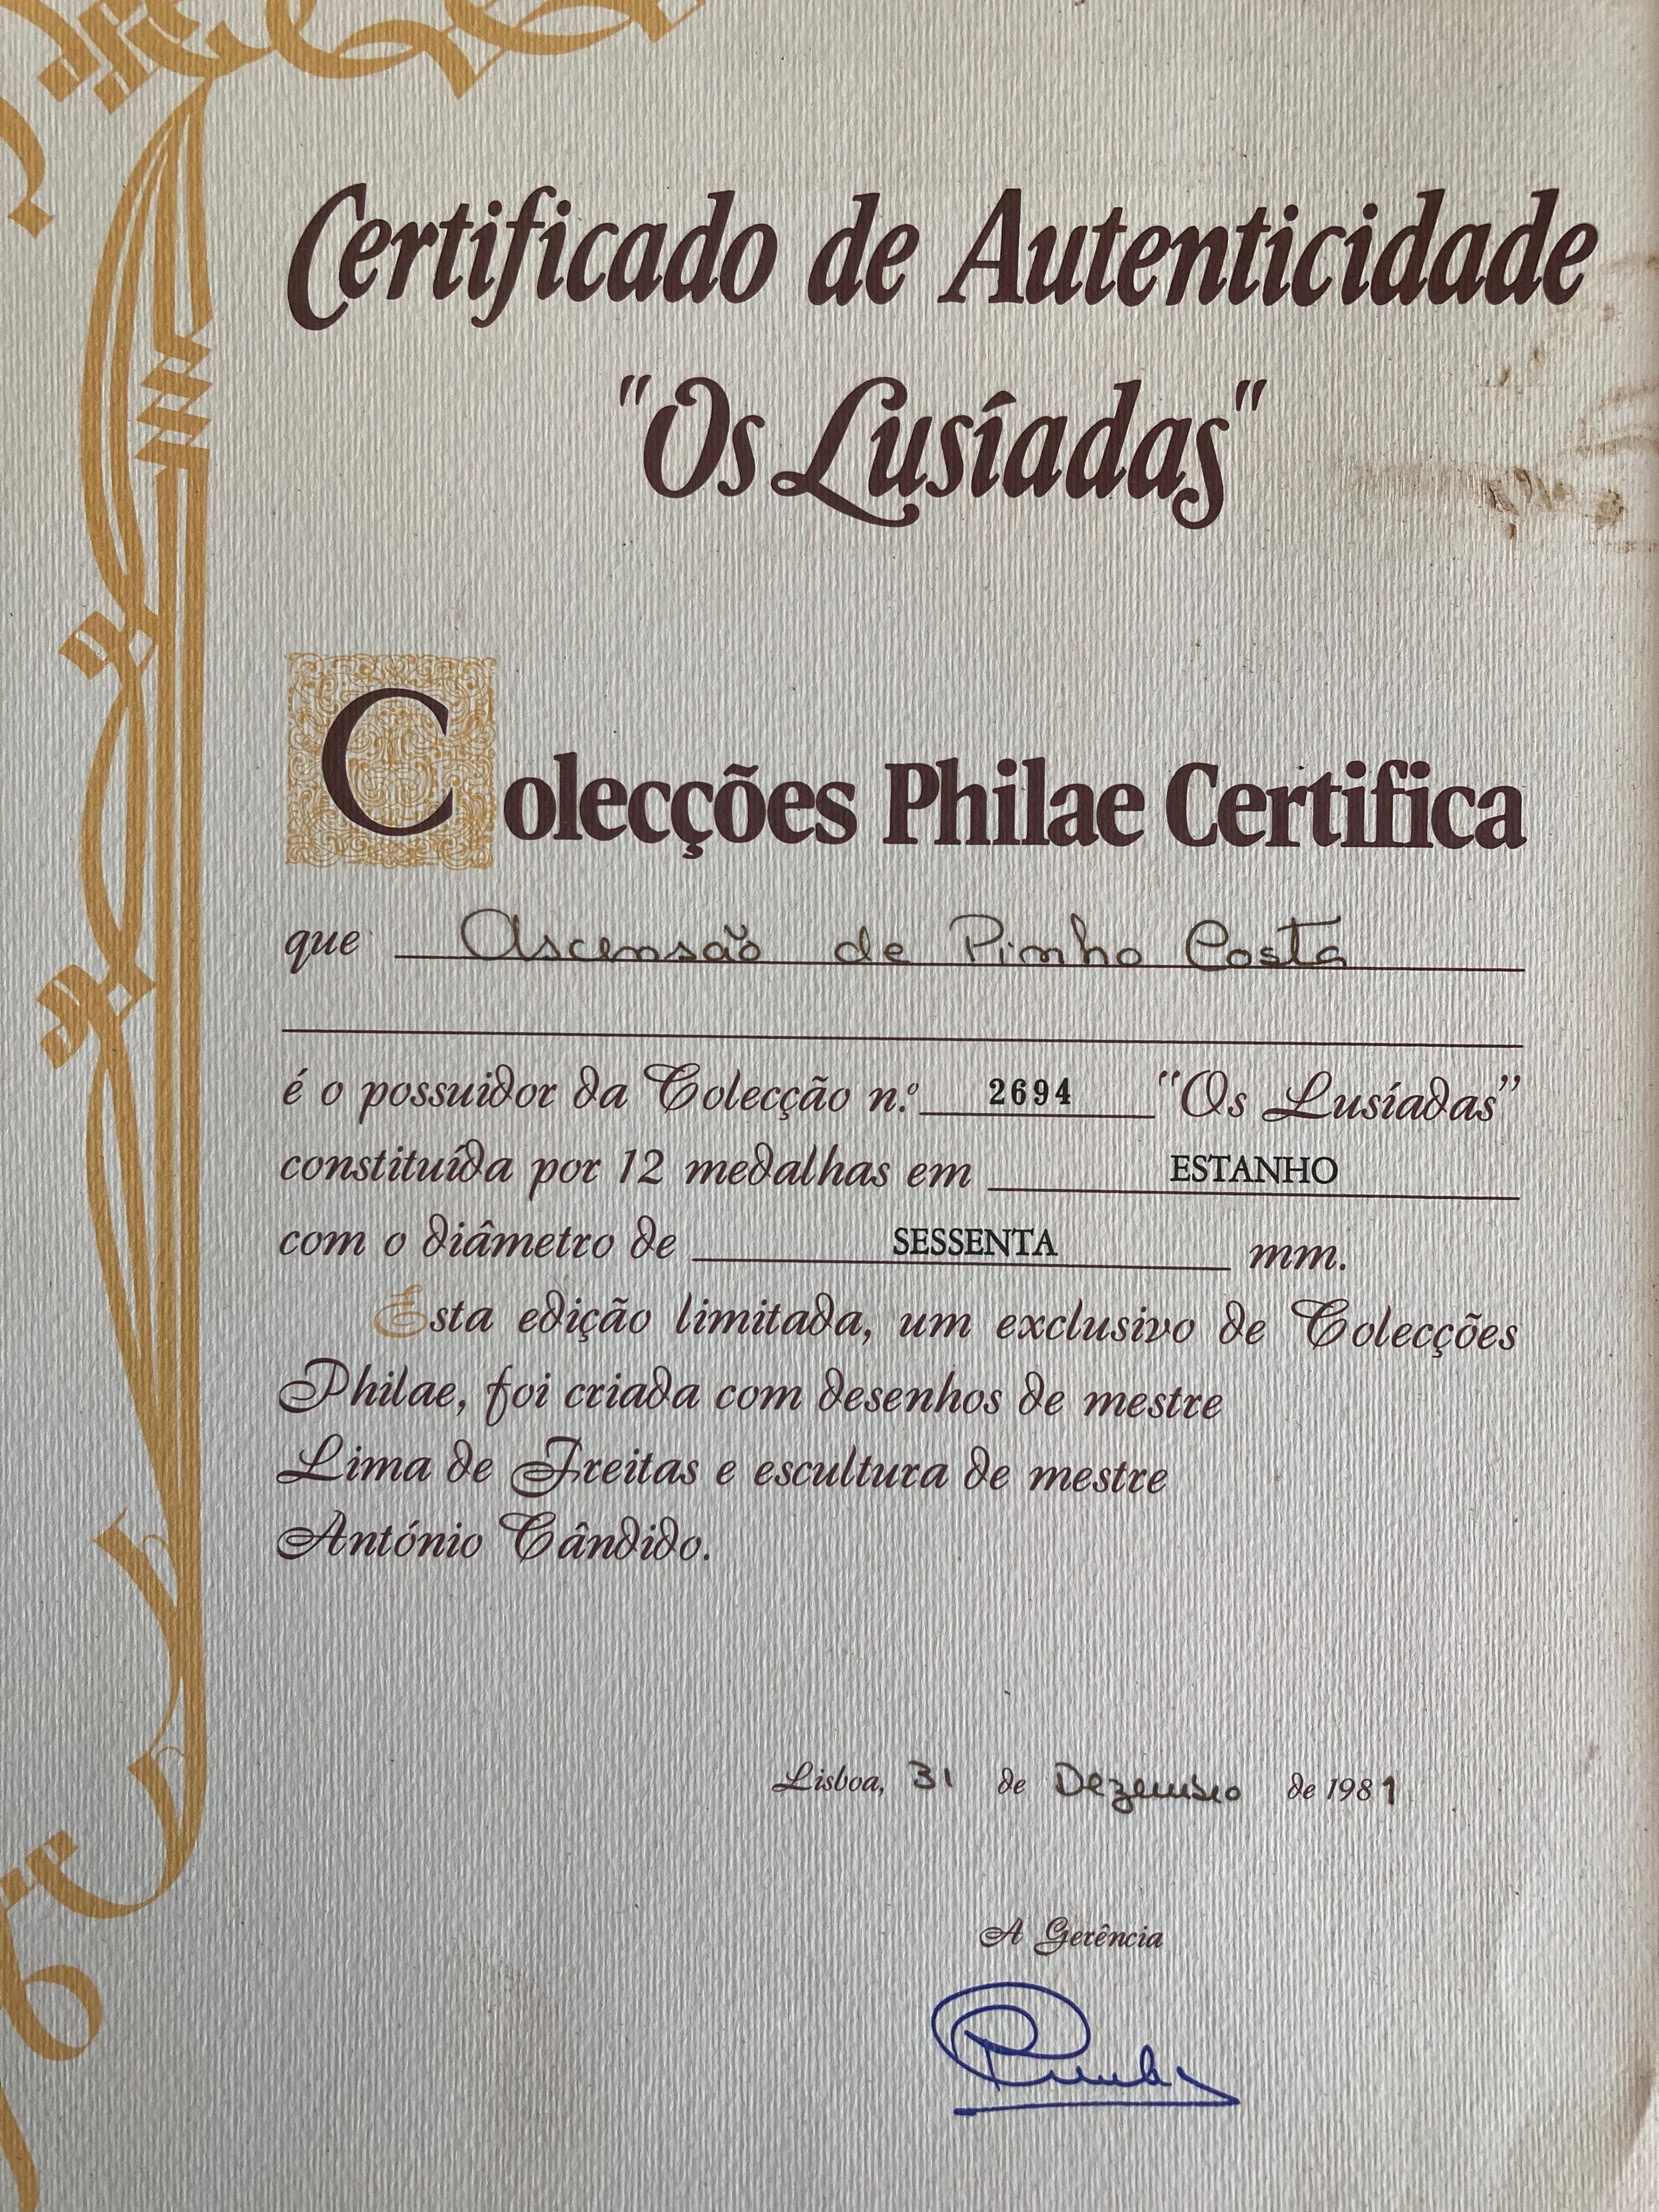 Certificado de Autenticidade
"Os Lusíadas"
Colecções Philae Certifica
que Ascensão de Pinho Costa
é o possuidor da Colecção n.º 2694 "Os Lusíadas"
constituída por 12 medalhas em ESTANHO
com o diâmetro de SESSENTA mm.
Esta edição limitada, um exclusivo de Colecções
Philae, foi criada com desenhos de mestre
Lima de Freitas e escultura de mestre
António Cândido.
Lisboa, 31 de Dezembro de 1981
A Gerência